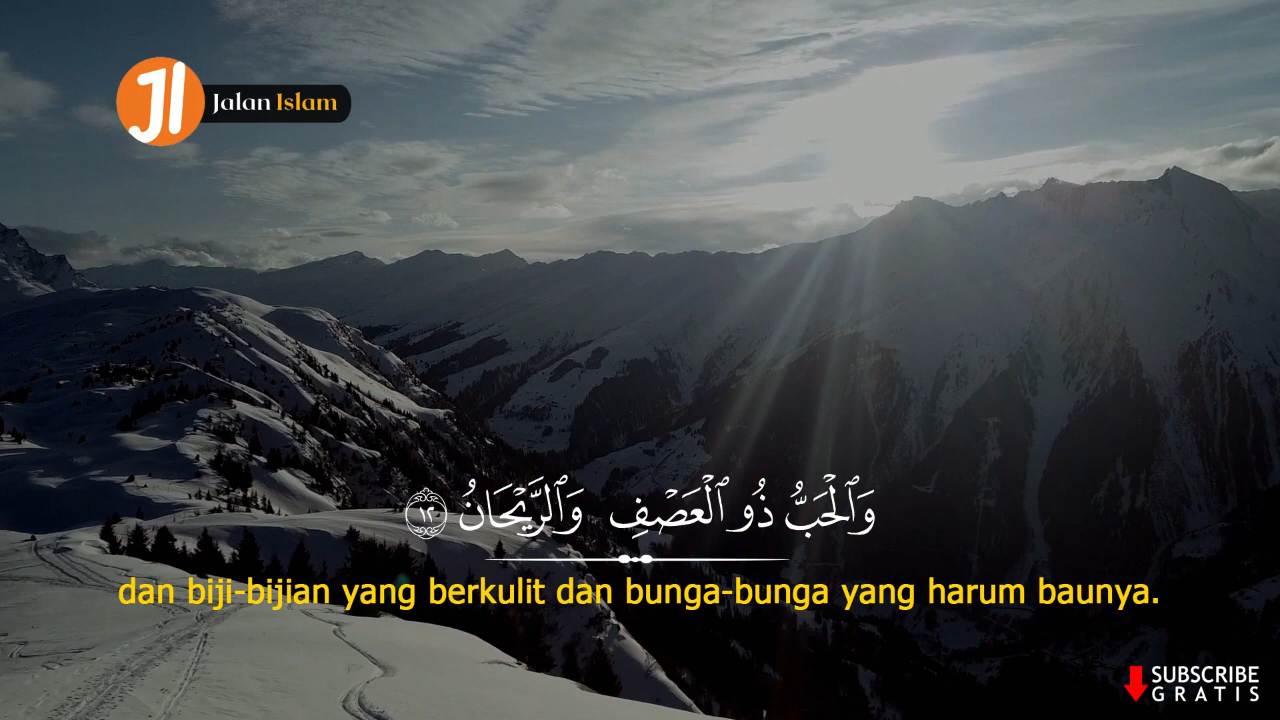 JI
Jalan Islam
وَٱلْحَبُّ ذُو ٱلْعَصْفِ وَٱلرَّيْحَانُ ١٢
dan biji-bijian yang berkulit dan bunga-bunga yang harum baunya.
SUBSCRIBE
GRATIS